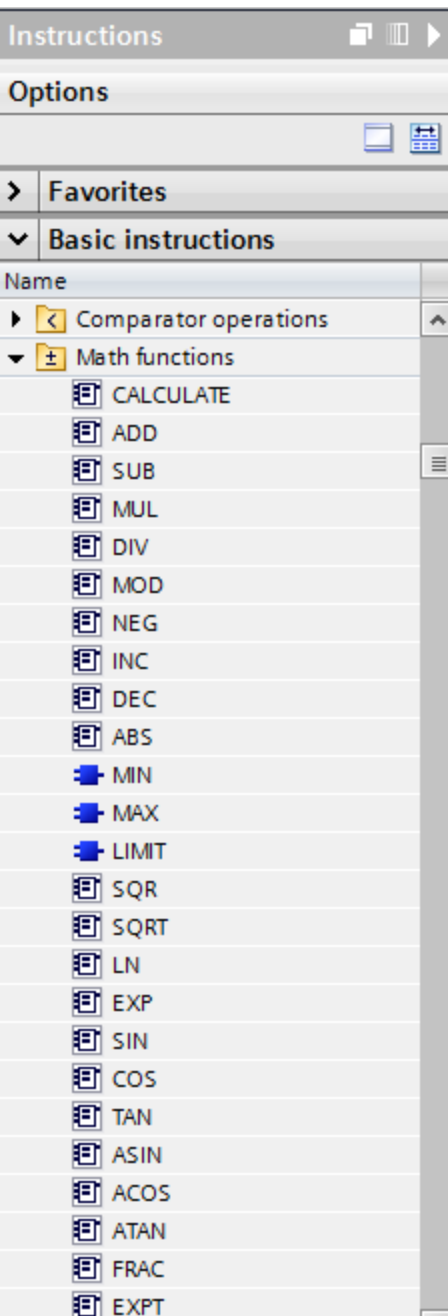 Instructions
Options
Favorites
Basic instructions
Name
Comparator operations
Math functions
CALCULATE
ADD
SUB
MUL
DIV
MOD
NEG
INC
DEC
ABS
MIN
MAX
LIMIT
SQR
SQRT
LN
EXP
SIN
COS
TAN
ASIN
ACOS
ATAN
FRAC
EXPT